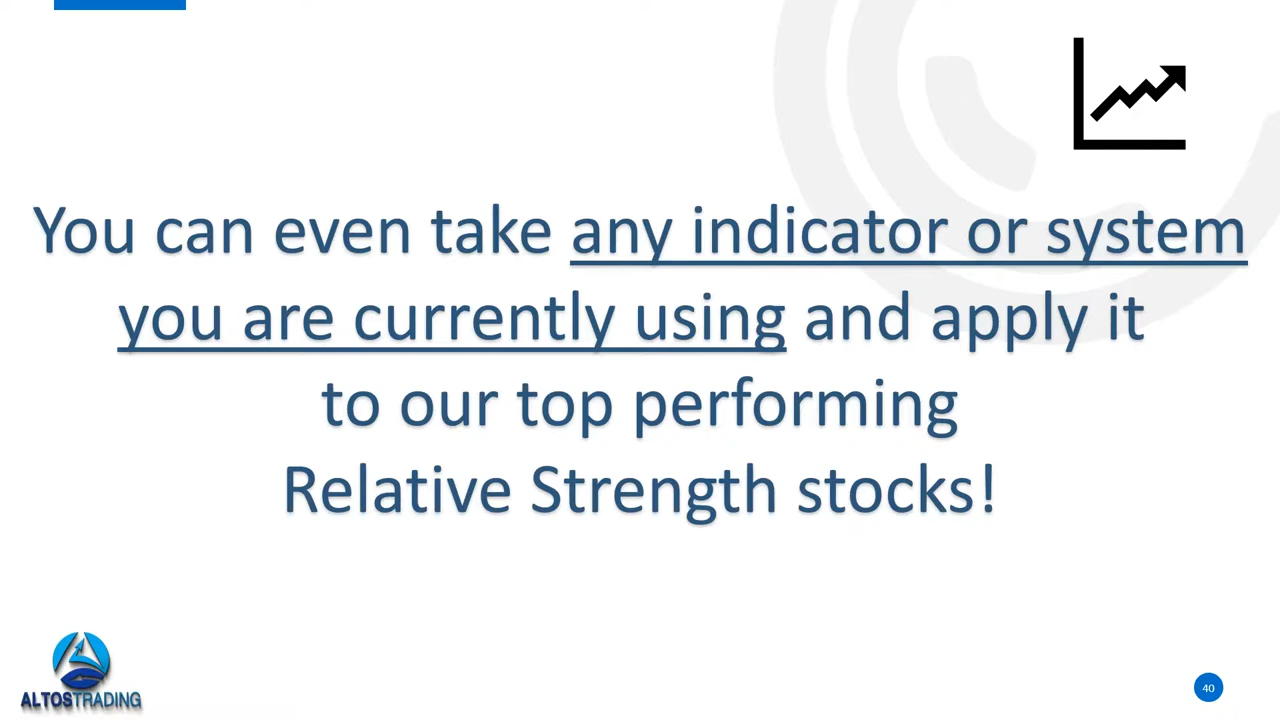 You can even take any indicator or system
you are currently using and apply it
to our top performing
Relative Strength stocks!
ALTOSTRADING
40